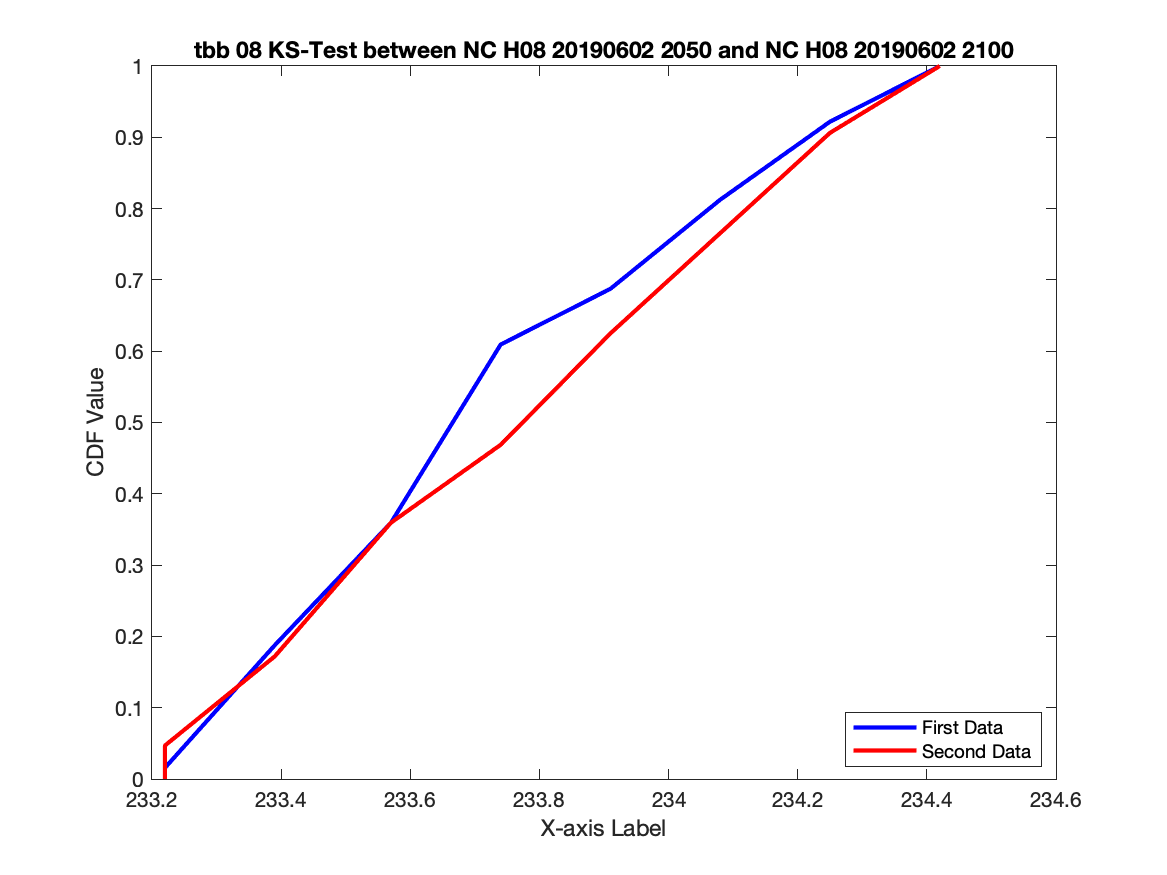 tbb 08 KS-Test between NC H08 20190602 2050 and NC H08 20190602 2100
1
0.9
0.8
0.7
0.6
0.5
0.4
0.3
0.2
0.1
0
CDF Value
First Data
Second Data
233.2 233.4 233.6 233.8 234 234.2 234.4 234.6
X-axis Label